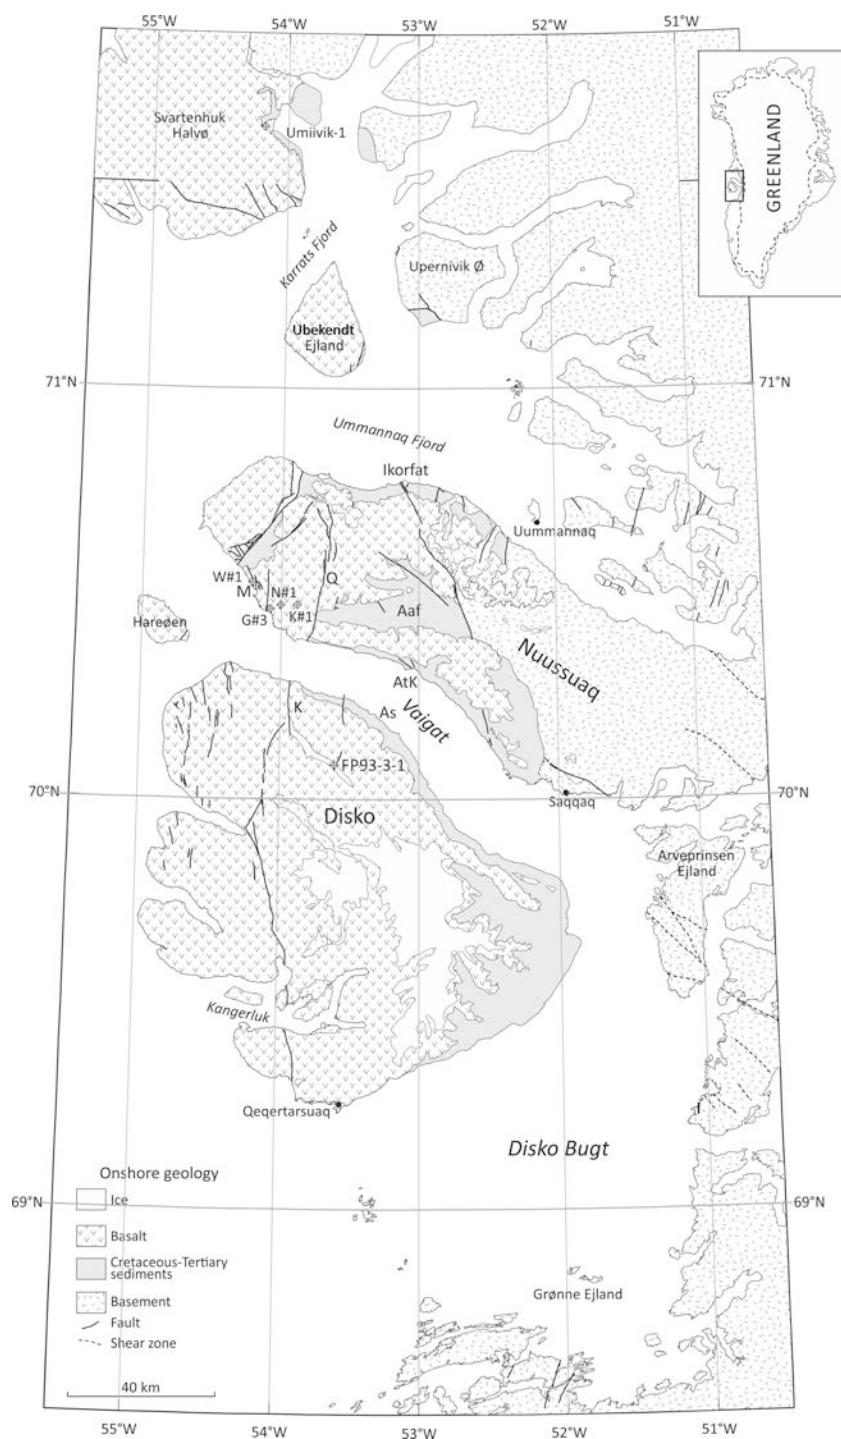 55°W
54°W
53°W
52°W
51°W
Svartenhuk
Halvø
Umiivik-1
GREENLAND
Karrats Fjord
Upernivik Ø
Ubekendt
Ejland
71°N
71°N
Ummannaq Fjord
Ikorfat
Uummannaq
W#1
M
N#1
Q
G#3
K#1
Aaf
Hareøen
Nuussuaq
AtK
K
As
Vaigat
FP93-3-1
70°N
Saqqaq
70°N
Disko
Arveprinsen
Ejland
Kangerluk
Qeqertarsuaq
Disko Bugt
Onshore geology
69°N
Ice
69°N
Basalt
Cretaceous-Tertiary
sediments
Grønne Ejland
Basement
Fault
Shear zone
40 km
55°W
54°W
53°W
52°W
51°W